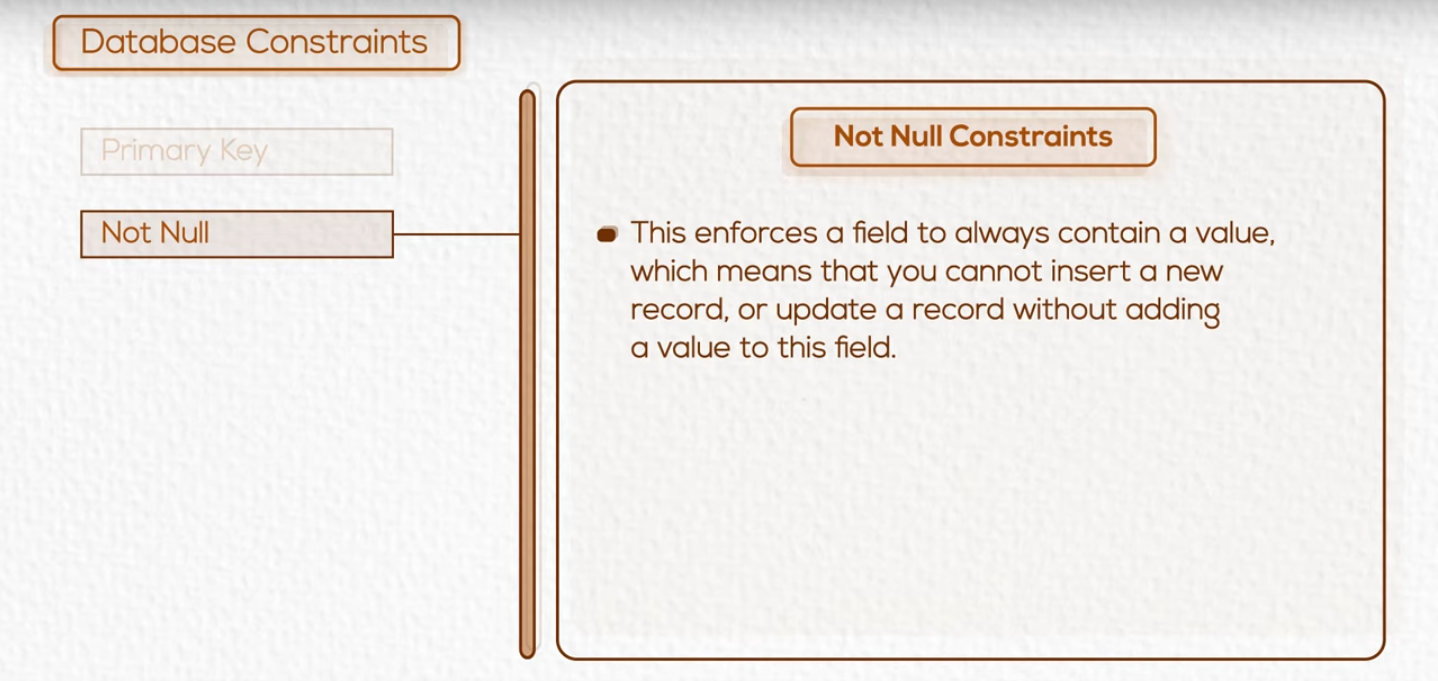 Database Constraints
Primary Key
Not Null
Not Null Constraints
This enforces a field to always contain a value,
which means that you cannot insert a new
record, or update a record without adding
a value to this field.